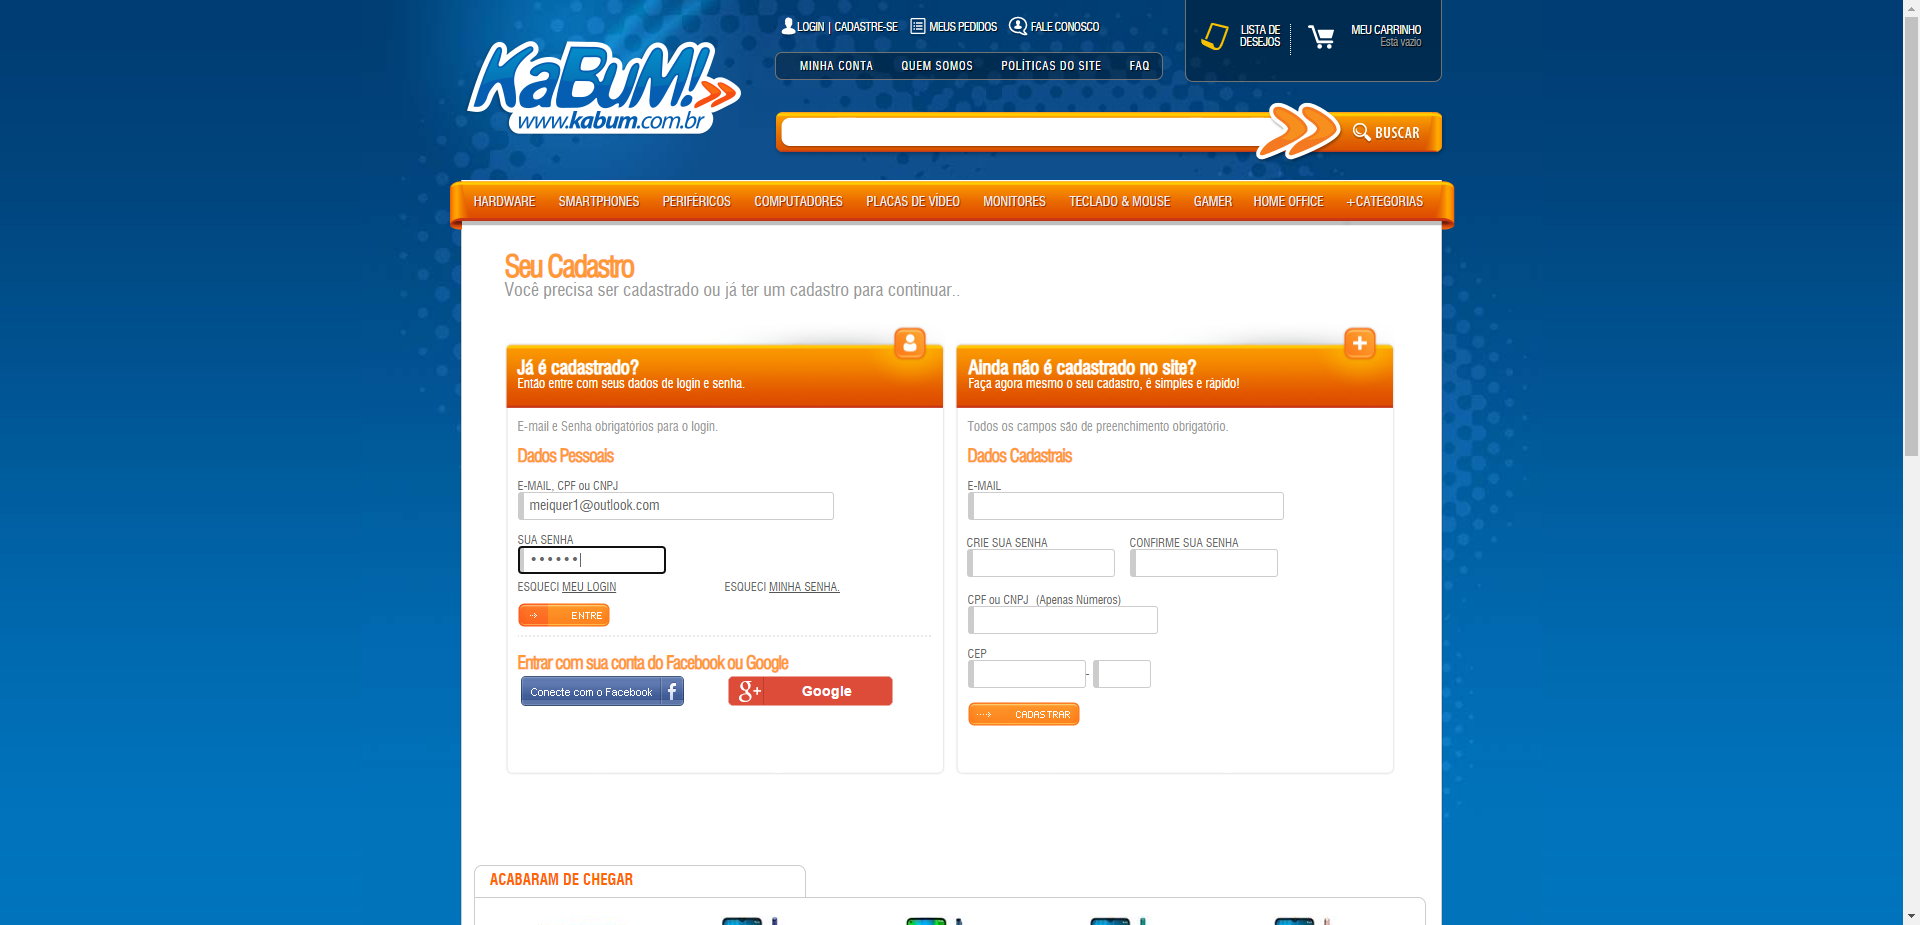 LOGIN | CADASTRE-SE
MEUS PEDIDOS
FALE CONOSCO
LISTA DE
DESEJOS
MEU CARRINHO
Está vazio
KaBuM!
www.kabum.com.br
MINHA CONTA
QUEM SOMOS
POLÍTICAS DO SITE
FAQ
BUSCAR
HARDWARE
SMARTPHONES
PERIFÉRICOS
COMPUTADORES
PLACAS DE VÍDEO
MONITORES
TECLADO & MOUSE
GAMER
HOME OFFICE
+CATEGORIAS
Seu Cadastro
Você precisa ser cadastrado ou já ter um cadastro para continuar..
Já é cadastrado?
Então entre com seus dados de login e senha.
E-mail e Senha obrigatórios para o login.
Dados Pessoais
E-MAIL, CPF ou CNPJ
meiquer1@outlook.com
SUA SENHA
••••••
ESQUECI MEU LOGIN
ESQUECI MINHA SENHA.
ENTRE
Entrar com sua conta do Facebook ou Google
Conecte com o Facebook f
g+ Google
Ainda não é cadastrado no site?
Faça agora mesmo o seu cadastro, é simples e rápido!
Todos os campos são de preenchimento obrigatório.
Dados Cadastrais
E-MAIL
CRIE SUA SENHA
CONFIRME SUA SENHA
CPF ou CNPJ (Apenas Números)
CEP
-
CADASTRAR
ACABARAM DE CHEGAR